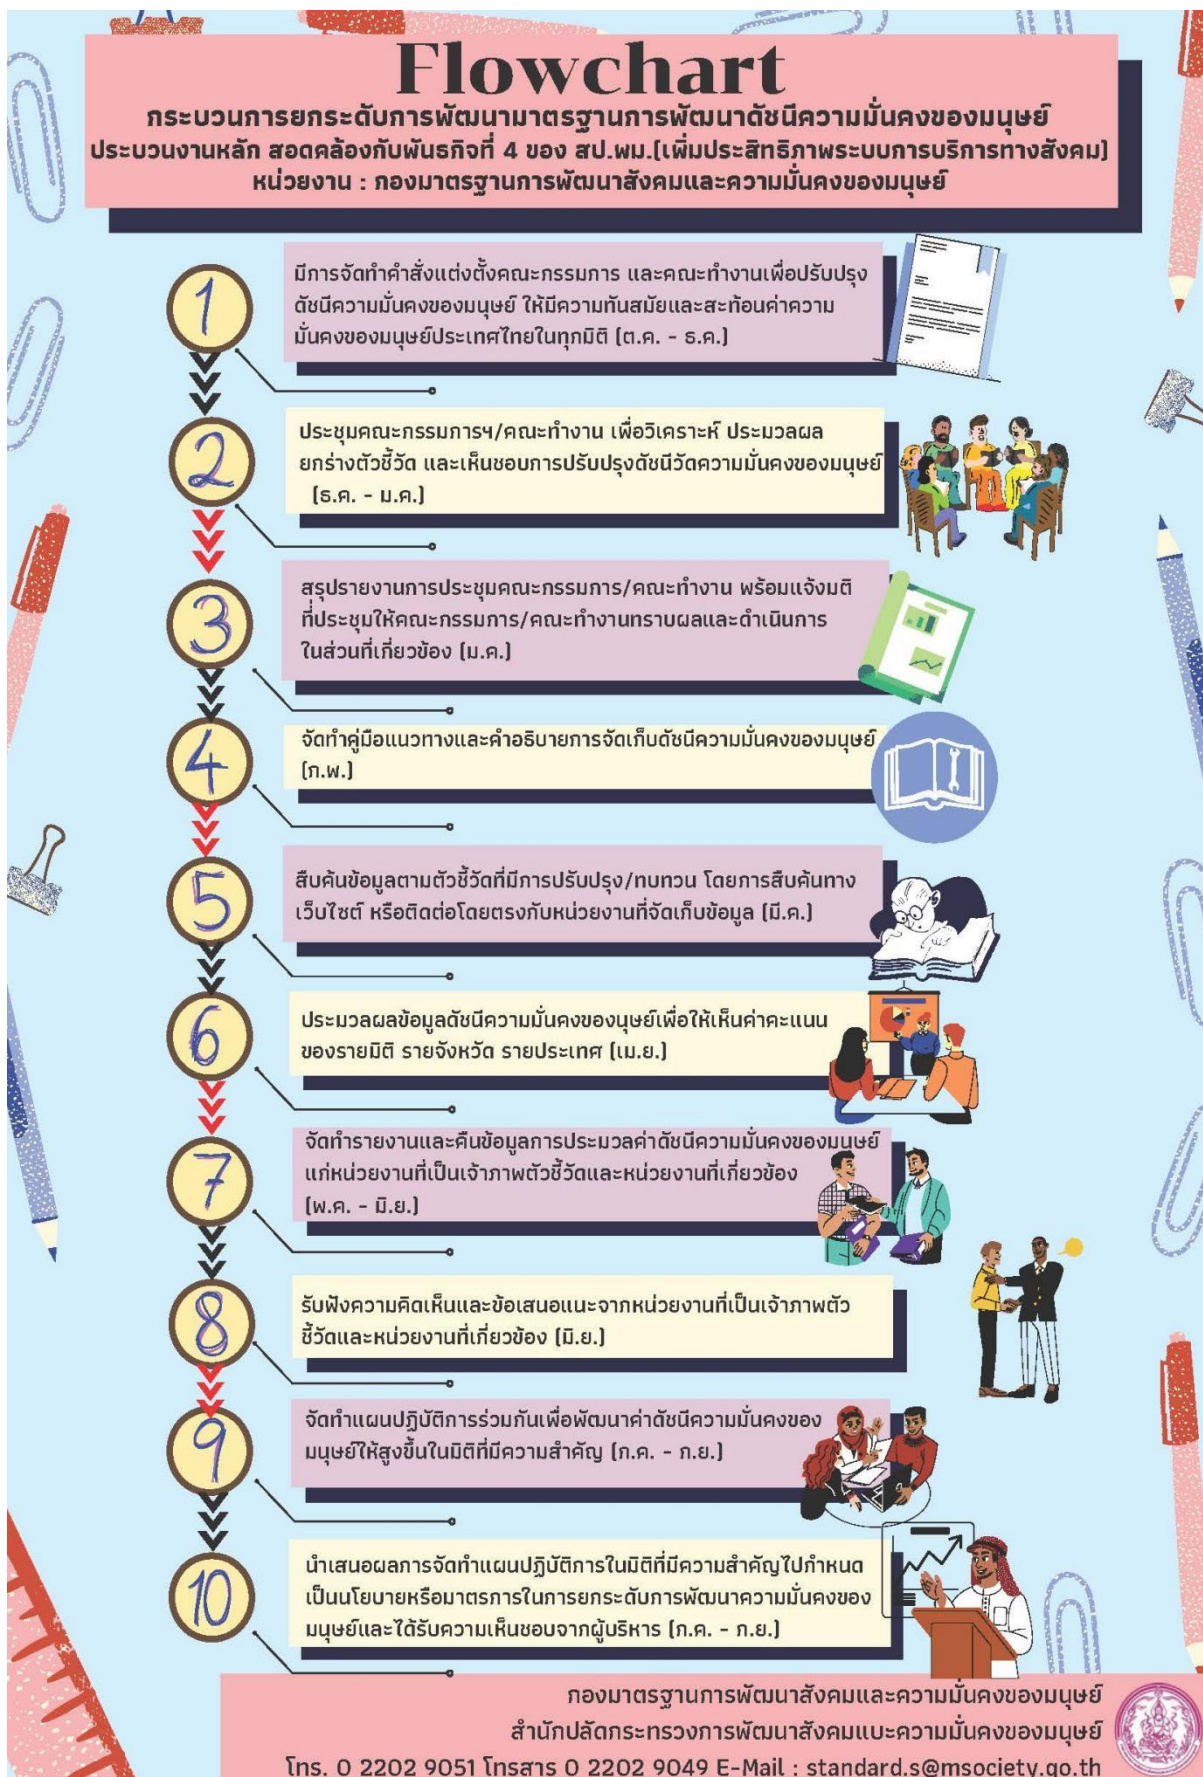 Flowchart
กระบวนการยกระดับการพัฒนามาตรฐานการพัฒนาดัชนีความมั่นคงของมนุษย์
ประบวนงานหลัก สอดคล้องกับพันธกิจที่ 4 ของ สป.พม.(เพิ่มประสิทธิภาพระบบการบริการทางสังคม)
หน่วยงาน : กองมาตรฐานการพัฒนาสังคมและความมั่นคงของมนุษย์
1
มีการจัดทำคำสั่งแต่งตั้งคณะกรรมการ และคณะทำงานเพื่อปรับปรุง
ดัชนีความมั่นคงของมนุษย์ ให้มีความทันสมัยและสะท้อนค่าความ
มั่นคงของมนุษย์ประเทศไทยในทุกมิติ (ต.ค. - ธ.ค.)
2
ประชุมคณะกรรมการฯ/คณะทำงาน เพื่อวิเคราะห์ ประมวลผล
ยกร่างตัวชี้วัด และเห็นชอบการปรับปรุงดัชนีวัดความมั่นคงของมนุษย์
(ธ.ค. - ม.ค.)
3
สรุปรายงานการประชุมคณะกรรมการ/คณะทำงาน พร้อมแจ้งมติ
ที่ประชุมให้คณะกรรมการ/คณะทำงานทราบผลและดำเนินการ
ในส่วนที่เกี่ยวข้อง (ม.ค.)
4
จัดทำคู่มือแนวทางและคำอธิบายการจัดเก็บดัชนีความมั่นคงของมนุษย์
(ก.พ.)
5
สืบค้นข้อมูลตามตัวชี้วัดที่มีการปรับปรุง/ทบทวน โดยการสืบค้นทาง
เว็บไซต์ หรือติดต่อโดยตรงกับหน่วยงานที่จัดเก็บข้อมูล (มี.ค.)
6
ประมวลผลข้อมูลดัชนีความมั่นคงของนุษย์เพื่อให้เห็นค่าคะแนน
ของรายมิติ รายจังหวัด รายประเทศ (เม.ย.)
7
จัดทำรายงานและคืนข้อมูลการประมวลค่าดัชนีความมั่นคงของมนุษย์
แก่หน่วยงานที่เป็นเจ้าภาพตัวชี้วัดและหน่วยงานที่เกี่ยวข้อง
(พ.ค. - มิ.ย.)
8
รับฟังความคิดเห็นและข้อเสนอแนะจากหน่วยงานที่เป็นเจ้าภาพตัว
ชี้วัดและหน่วยงานที่เกี่ยวข้อง (มิ.ย.)
9
จัดทำแผนปฏิบัติการร่วมกันเพื่อพัฒนาค่าดัชนีความมั่นคงของ
มนุษย์ให้สูงขึ้นในมิติที่มีความสำคัญ (ก.ค. - ก.ย.)
10
นำเสนอผลการจัดทำแผนปฏิบัติการในมิติที่มีความสำคัญไปกำหนด
เป็นนโยบายหรือมาตรการในการยกระดับการพัฒนาความมั่นคงของ
มนุษย์และได้รับความเห็นชอบจากผู้บริหาร (ก.ค. - ก.ย.)
กองมาตรฐานการพัฒนาสังคมและความมั่นคงของมนุษย์
สำนักปลัดกระทรวงการพัฒนาสังคมแบะความมั่นคงของมนุษย์
โทร. 0 2202 9051 โทรสาร 0 2202 9049 E-Mail : standard.s@msociety.go.th